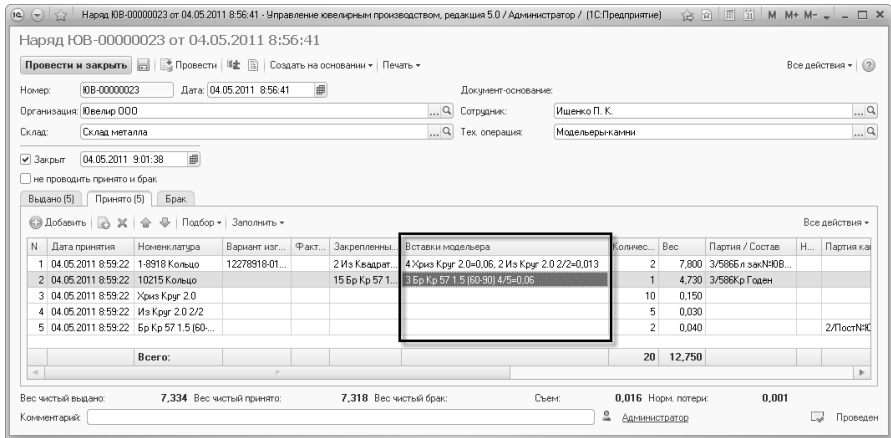 Наряд ЮВ-00000023 от 04.05.2011 8:56:41 - Управление ювелирным производством, редакция 5.0 / Администратор / (1С:Предприятие) M M+ M-
Наряд ЮВ-00000023 от 04.05.2011 8:56:41
Провести и закрыть Провести Создать на основании Печать Все действия
Номер: ЮВ-00000023 Дата: 04.05.2011 8:56:41 Документ-основание:
Организация: Ювелир ООО ... Сотрудник: Ищенко П. К. ...
Склад: Склад металла ... Тех. операция: Модельеры-камни ...
Закрыт 04.05.2011 9:01:38
не проводить принято и брак
Выдано (5) Принято (5) Брак
Добавить Подбор Заполнить Все действия
N Дата принятия Номенклатура Вариант изг... Факт... Закрепленны... Вставки модельера Количес... Вес Партия / Состав Н... Партия ка
1 04.05.2011 8:59:22 1-8918 Кольцо 12278918-01... 2 Из Квадрат... 4 Хриз Круг 2.0=0,06, 2 Из Круг 2.0 2/2=0,013 2 7,800 3/585Бл зак№ЮВ...
2 04.05.2011 8:59:22 10215 Кольцо 15 Бр Кр 57 1... 3 Бр Кр 57 1.5 (60-90) 4/5=0,06 1 4,730 3/586Кр Годен
3 04.05.2011 8:59:22 Хриз Круг 2.0 10 0,150
4 04.05.2011 8:59:22 Из Круг 2.0 2/2 5 0,030
5 04.05.2011 8:59:22 Бр Кр 57 1.5 (60-... 2 0,040 2/Пост№Ю
Всего: 20 12,750
Вес чистый выдано: 7,334 Вес чистый принято: 7,318 Вес чистый брак: Съем: 0,016 Норм. потери: 0,001
Комментарий: Администратор Проведен